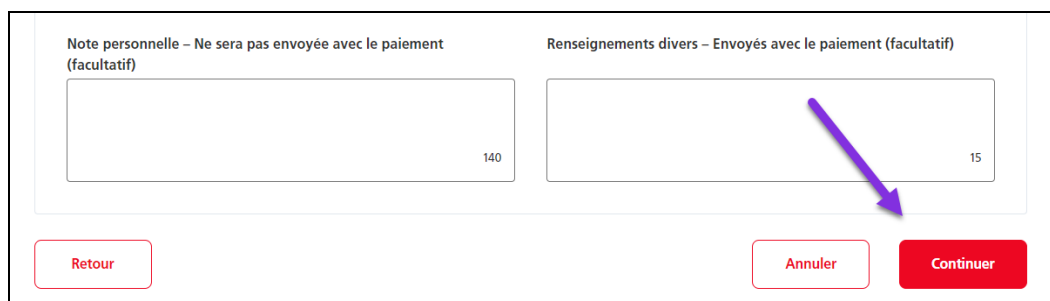 Note personnelle – Ne sera pas envoyée avec le paiement
(facultatif)
Renseignements divers – Envoyés avec le paiement (facultatif)
140
15
Retour
Annuler
Continuer